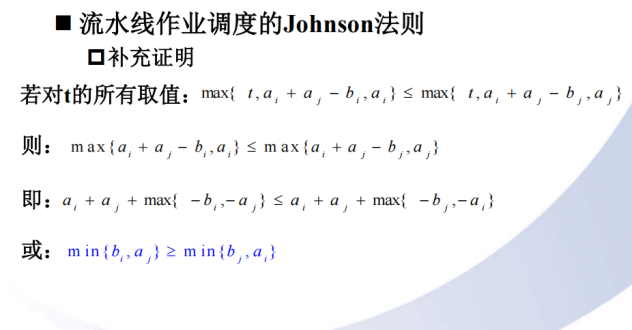 ■ 流水线作业调度的Johnson法则
❑补充证明
若对t的所有取值：max{ t,a_i + a_j − b_i,a_i} ≤ max{ t,a_i + a_j − b_j,a_j}
则： max{a_i + a_j − b_i,a_i} ≤ max{a_i + a_j − b_j,a_j}
即：a_i + a_j + max{ −b_i,−a_j} ≤ a_i + a_j + max{ −b_j,−a_i}
或： min{b_i,a_j} ≥ min{b_j,a_i}